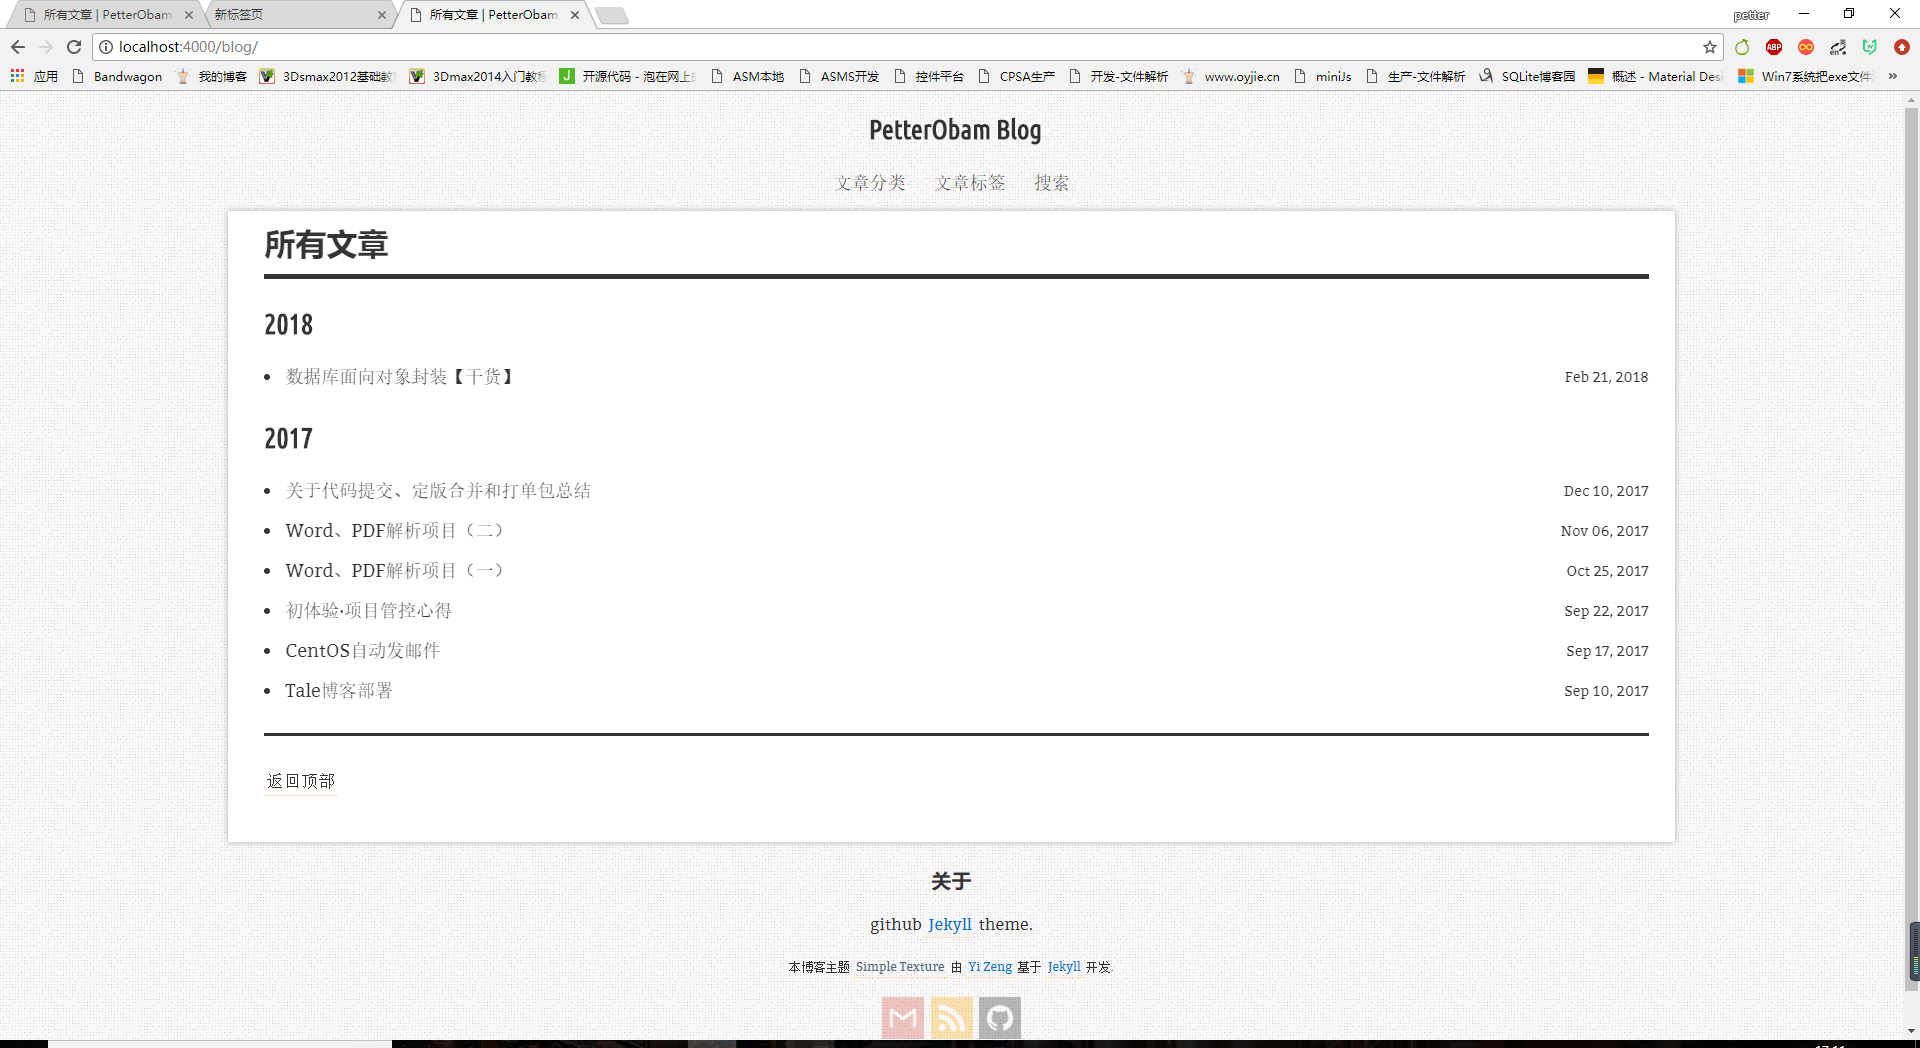 所有文章 | PetterObam
新标签页
所有文章 | PetterObam
petter
localhost:4000/blog/
ABP
应用
Bandwagon
我的博客
3Dsmax2012基础教
3Dmax2014入门教程
开源代码 - 泡在网上
ASM本地
ASMS开发
控件平台
CPSA生产
开发-文件解析
www.oyjie.cn
miniJs
生产-文件解析
SQLite博客园
概述 - Material Desi
Win7系统把exe文件
»
PetterObam Blog
文章分类 文章标签 搜索
所有文章
2018
数据库面向对象封装【干货】 Feb 21, 2018
2017
关于代码提交、定版合并和打单包总结 Dec 10, 2017
Word、PDF解析项目（二） Nov 06, 2017
Word、PDF解析项目（一） Oct 25, 2017
初体验·项目管控心得 Sep 22, 2017
CentOS自动发邮件 Sep 17, 2017
Tale博客部署 Sep 10, 2017
返回顶部
关于
github Jekyll theme.
本博客主题 Simple Texture 由 Yi Zeng 基于 Jekyll 开发.